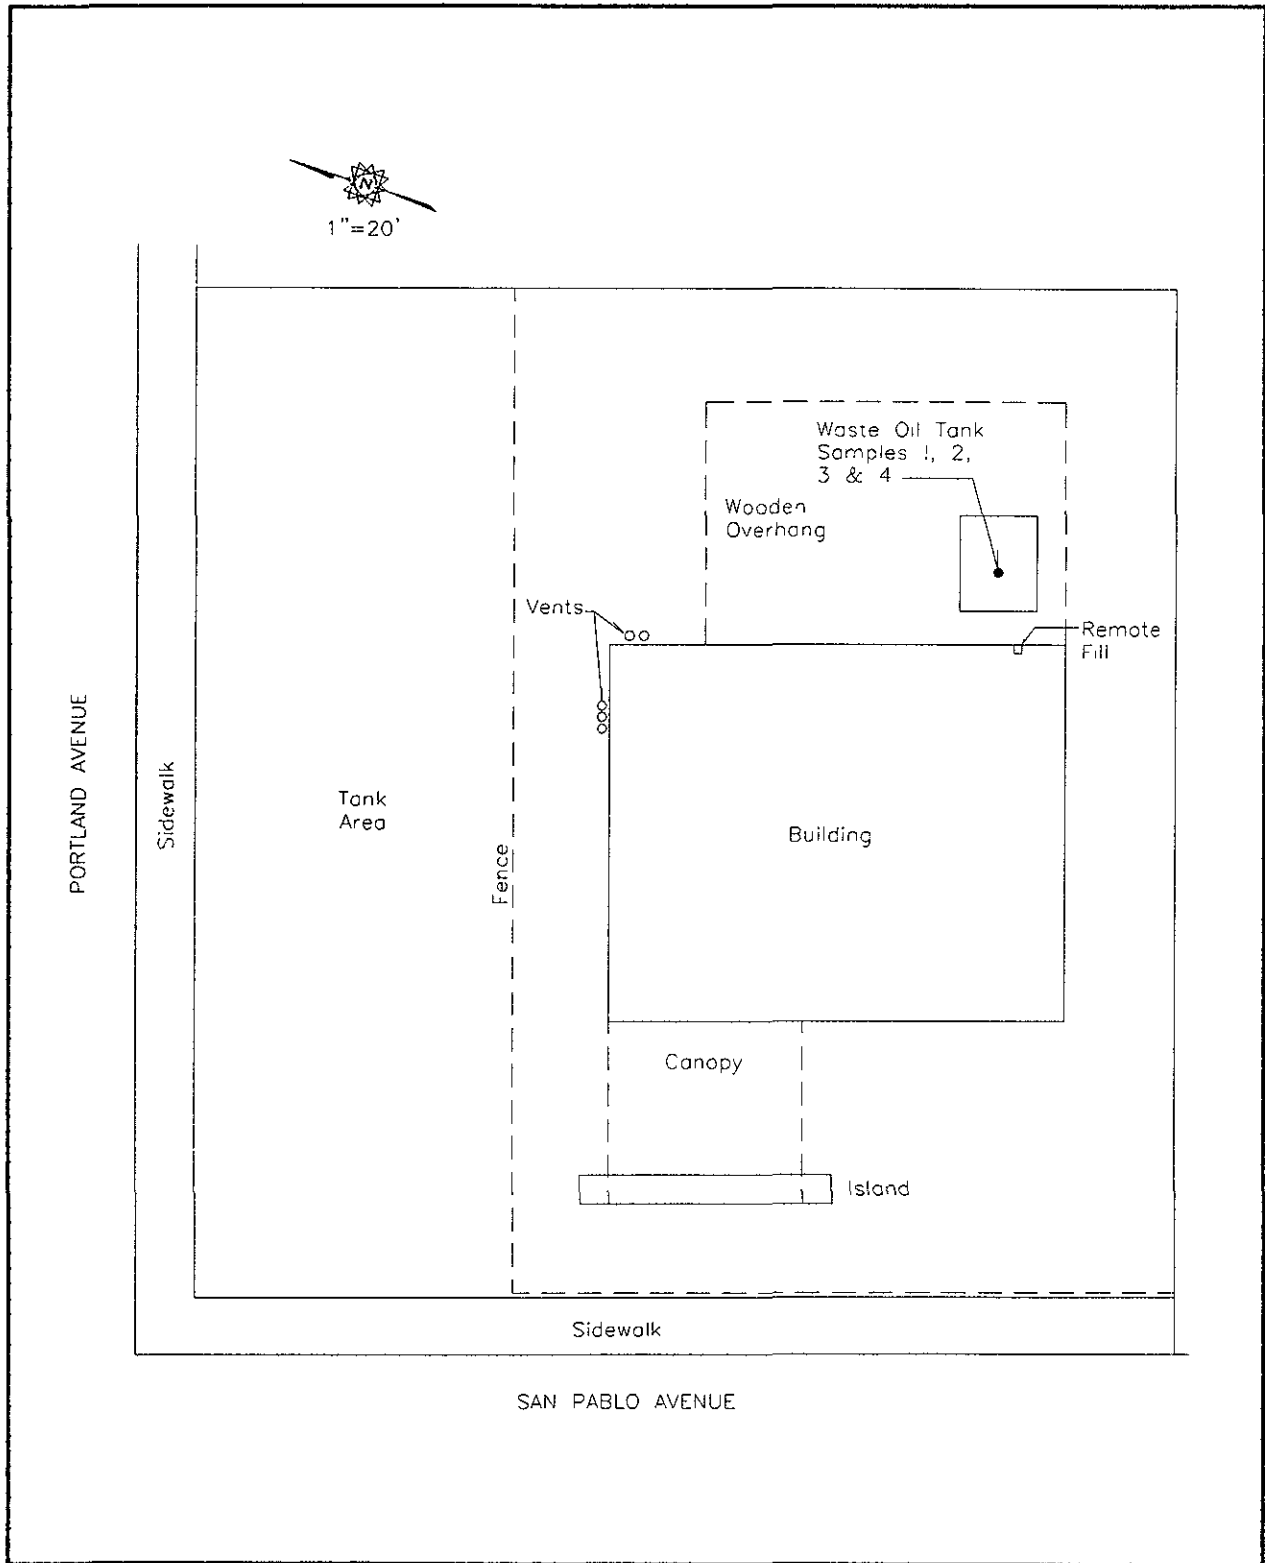 N
1"=20'
Waste Oil Tank
Samples 1, 2,
3 & 4
Wooden
Overhang
Vents
Remote
Fill
PORTLAND AVENUE
Sidewalk
Tank
Area
Fence
Building
Canopy
Island
Sidewalk
SAN PABLO AVENUE